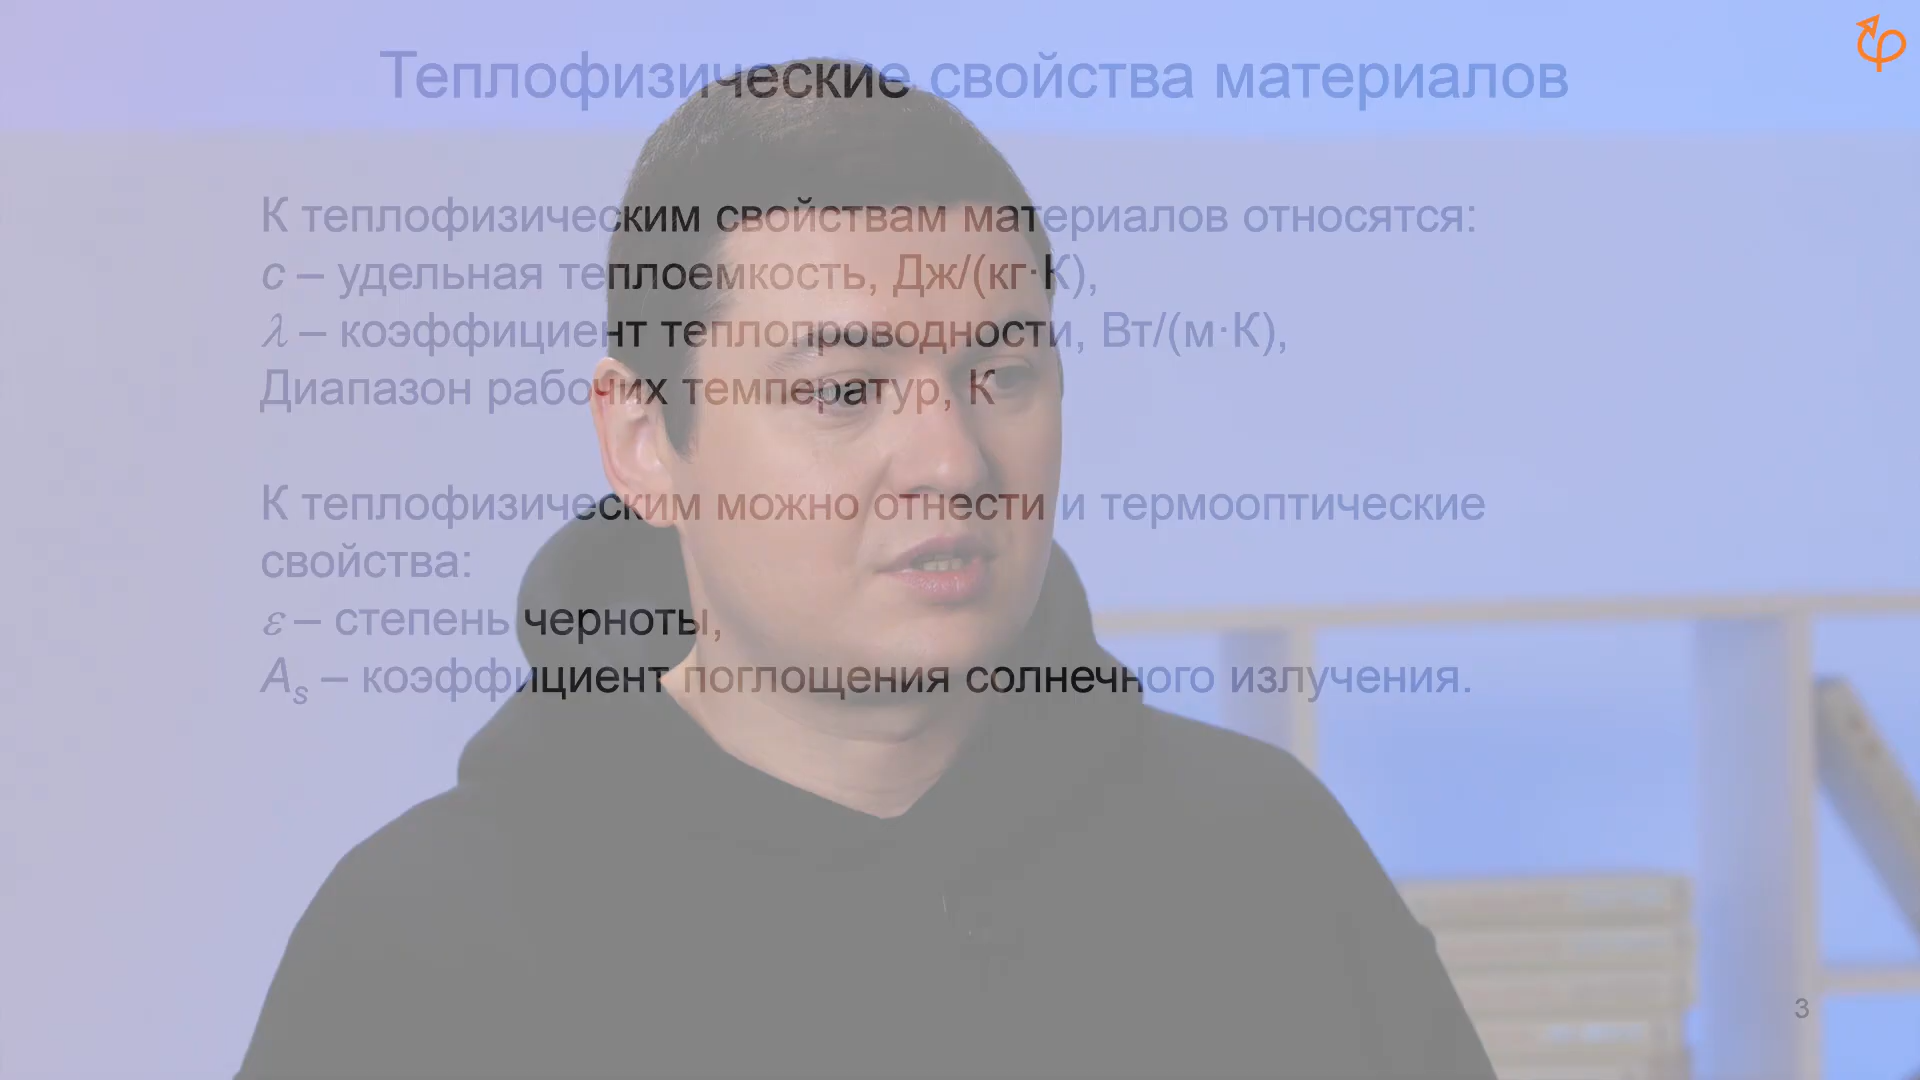 Теплофизические свойства материалов
К теплофизическим свойствам материалов относятся:
c – удельная теплоемкость, Дж/(кг·К),
λ – коэффициент теплопроводности, Вт/(м·К),
Диапазон рабочих температур, К
К теплофизическим можно отнести и термооптические
свойства:
ε – степень черноты,
As – коэффициент поглощения солнечного излучения.
3